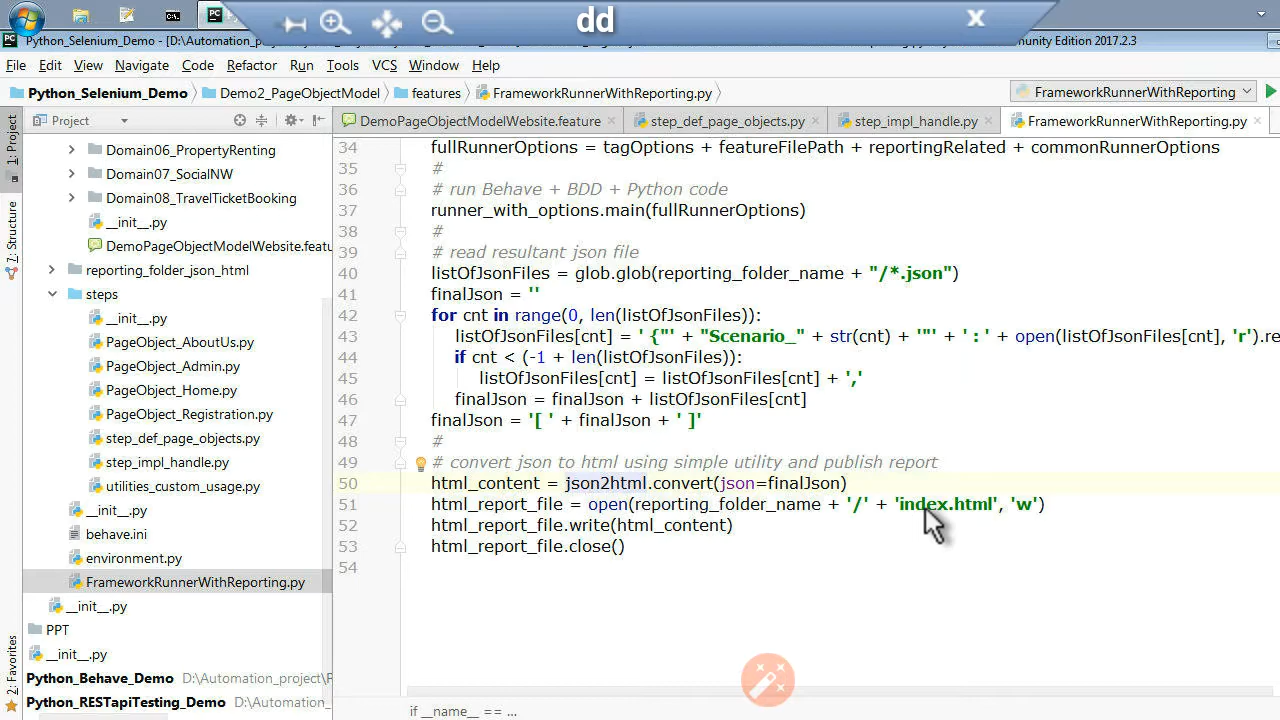 dd
Python_Selenium_Demo - [D:\Automation_pro
munity Edition 2017.2.3
File Edit View Navigate Code Refactor Run Tools VCS Window Help
Python_Selenium_Demo Demo2_PageObjectModel features FrameworkRunnerWithReporting.py
FrameworkRunnerWithReporting
1: Project
Z: Structure
2: Favorites
Project
DemoPageObjectModelWebsite.feature step_def_page_objects.py step_impl_handle.py FrameworkRunnerWithReporting.py
Domain06_PropertyRenting
Domain07_SocialNW
Domain08_TravelTicketBooking
__init__.py
DemoPageObjectModelWebsite.featu
reporting_folder_json_html
steps
__init__.py
PageObject_AboutUs.py
PageObject_Admin.py
PageObject_Home.py
PageObject_Registration.py
step_def_page_objects.py
step_impl_handle.py
utilities_custom_usage.py
__init__.py
behave.ini
environment.py
FrameworkRunnerWithReporting.py
__init__.py
PPT
__init__.py
Python_Behave_Demo D:\Automation_project\P
Python_RESTapiTesting_Demo D:\Automation_
34 fullRunnerOptions = tagOptions + featureFilePath + reportingRelated + commonRunnerOptions
35 #
36 # run Behave + BDD + Python code
37 runner_with_options.main(fullRunnerOptions)
38 #
39 # read resultant json file
40 listOfJsonFiles = glob.glob(reporting_folder_name + "/*.json")
41 finalJson = ''
42 for cnt in range(0, len(listOfJsonFiles)):
43 listOfJsonFiles[cnt] = ' {"' + "Scenario_" + str(cnt) + '"' + ' : ' + open(listOfJsonFiles[cnt], 'r').re
44 if cnt < (-1 + len(listOfJsonFiles)):
45 listOfJsonFiles[cnt] = listOfJsonFiles[cnt] + ','
46 finalJson = finalJson + listOfJsonFiles[cnt]
47 finalJson = '[ ' + finalJson + ' ]'
48 #
49 # convert json to html using simple utility and publish report
50 html_content = json2html.convert(json=finalJson)
51 html_report_file = open(reporting_folder_name + '/' + 'index.html', 'w')
52 html_report_file.write(html_content)
53 html_report_file.close()
54
if __name__ == ...